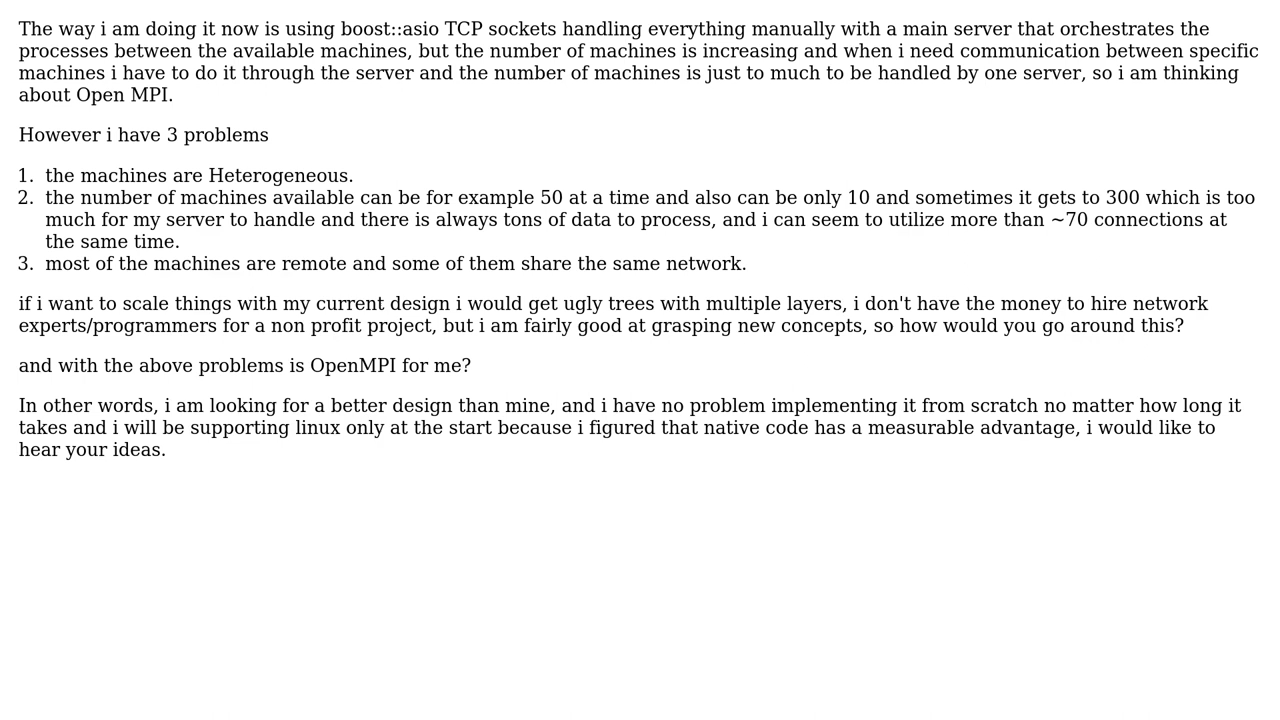 The way i am doing it now is using boost::asio TCP sockets handling everything manually with a main server that orchestrates the
processes between the available machines, but the number of machines is increasing and when i need communication between specific
machines i have to do it through the server and the number of machines is just to much to be handled by one server, so i am thinking
about Open MPI.
However i have 3 problems
1. the machines are Heterogeneous.
2. the number of machines available can be for example 50 at a time and also can be only 10 and sometimes it gets to 300 which is too
much for my server to handle and there is always tons of data to process, and i can seem to utilize more than ~70 connections at
the same time.
3. most of the machines are remote and some of them share the same network.
if i want to scale things with my current design i would get ugly trees with multiple layers, i don't have the money to hire network
experts/programmers for a non profit project, but i am fairly good at grasping new concepts, so how would you go around this?
and with the above problems is OpenMPI for me?
In other words, i am looking for a better design than mine, and i have no problem implementing it from scratch no matter how long it
takes and i will be supporting linux only at the start because i figured that native code has a measurable advantage, i would like to
hear your ideas.